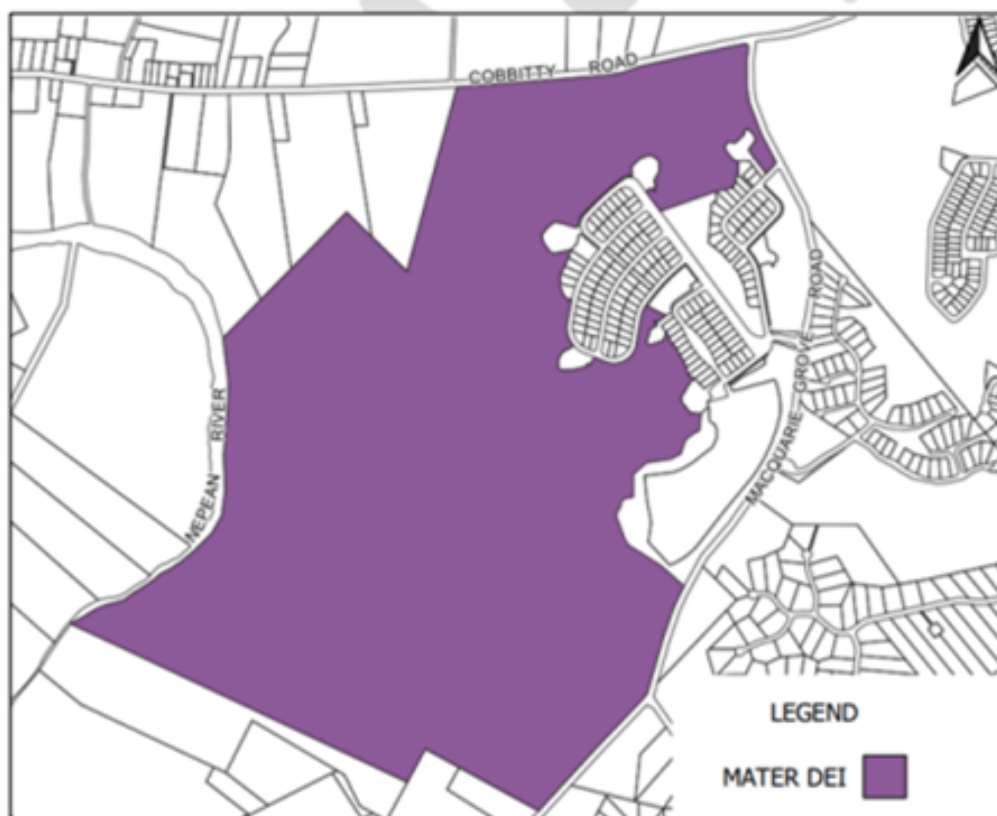 COBBITTY ROAD
NEPEAN RIVER
MACQUARIE GROVE ROAD
LEGEND
MATER DEI